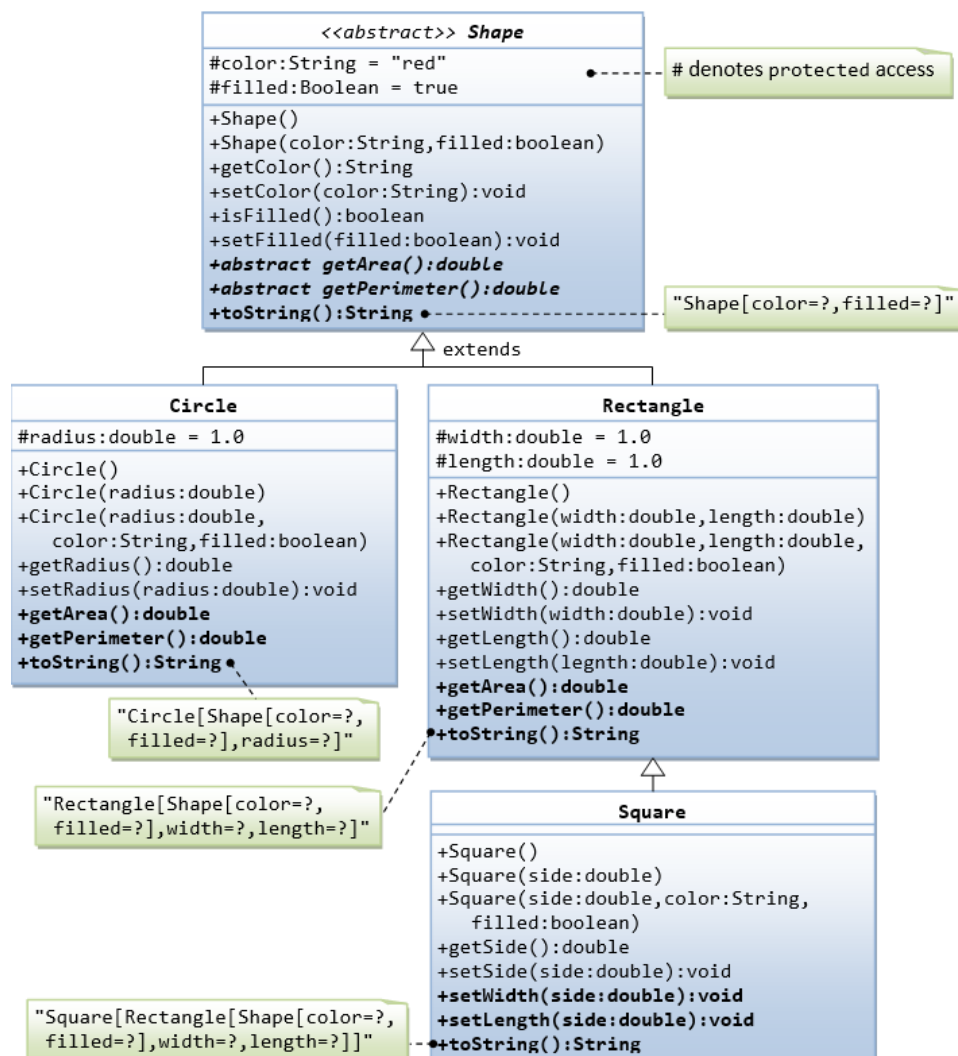 <<abstract>> Shape
#color:String = "red"
#filled:Boolean = true
# denotes protected access
+Shape()
+Shape(color:String,filled:boolean)
+getColor():String
+setColor(color:String):void
+isFilled():boolean
+setFilled(filled:boolean):void
+abstract getArea():double
+abstract getPerimeter():double
+toString():String
"Shape[color=?,filled=?]"
extends
Circle
#radius:double = 1.0
+Circle()
+Circle(radius:double)
+Circle(radius:double,
color:String,filled:boolean)
+getRadius():double
+setRadius(radius:double):void
+getArea():double
+getPerimeter():double
+toString():String
"Circle[Shape[color=?,
filled=?],radius=?]"
Rectangle
#width:double = 1.0
#length:double = 1.0
+Rectangle()
+Rectangle(width:double,length:double)
+Rectangle(width:double,length:double,
color:String,filled:boolean)
+getWidth():double
+setWidth(width:double):void
+getLength():double
+setLength(legnth:double):void
+getArea():double
+getPerimeter():double
+toString():String
"Rectangle[Shape[color=?,
filled=?],width=?,length=?]"
Square
+Square()
+Square(side:double)
+Square(side:double,color:String,
filled:boolean)
+getSide():double
+setSide(side:double):void
+setWidth(side:double):void
+setLength(side:double):void
+toString():String
"Square[Rectangle[Shape[color=?,
filled=?],width=?,length=?]]"